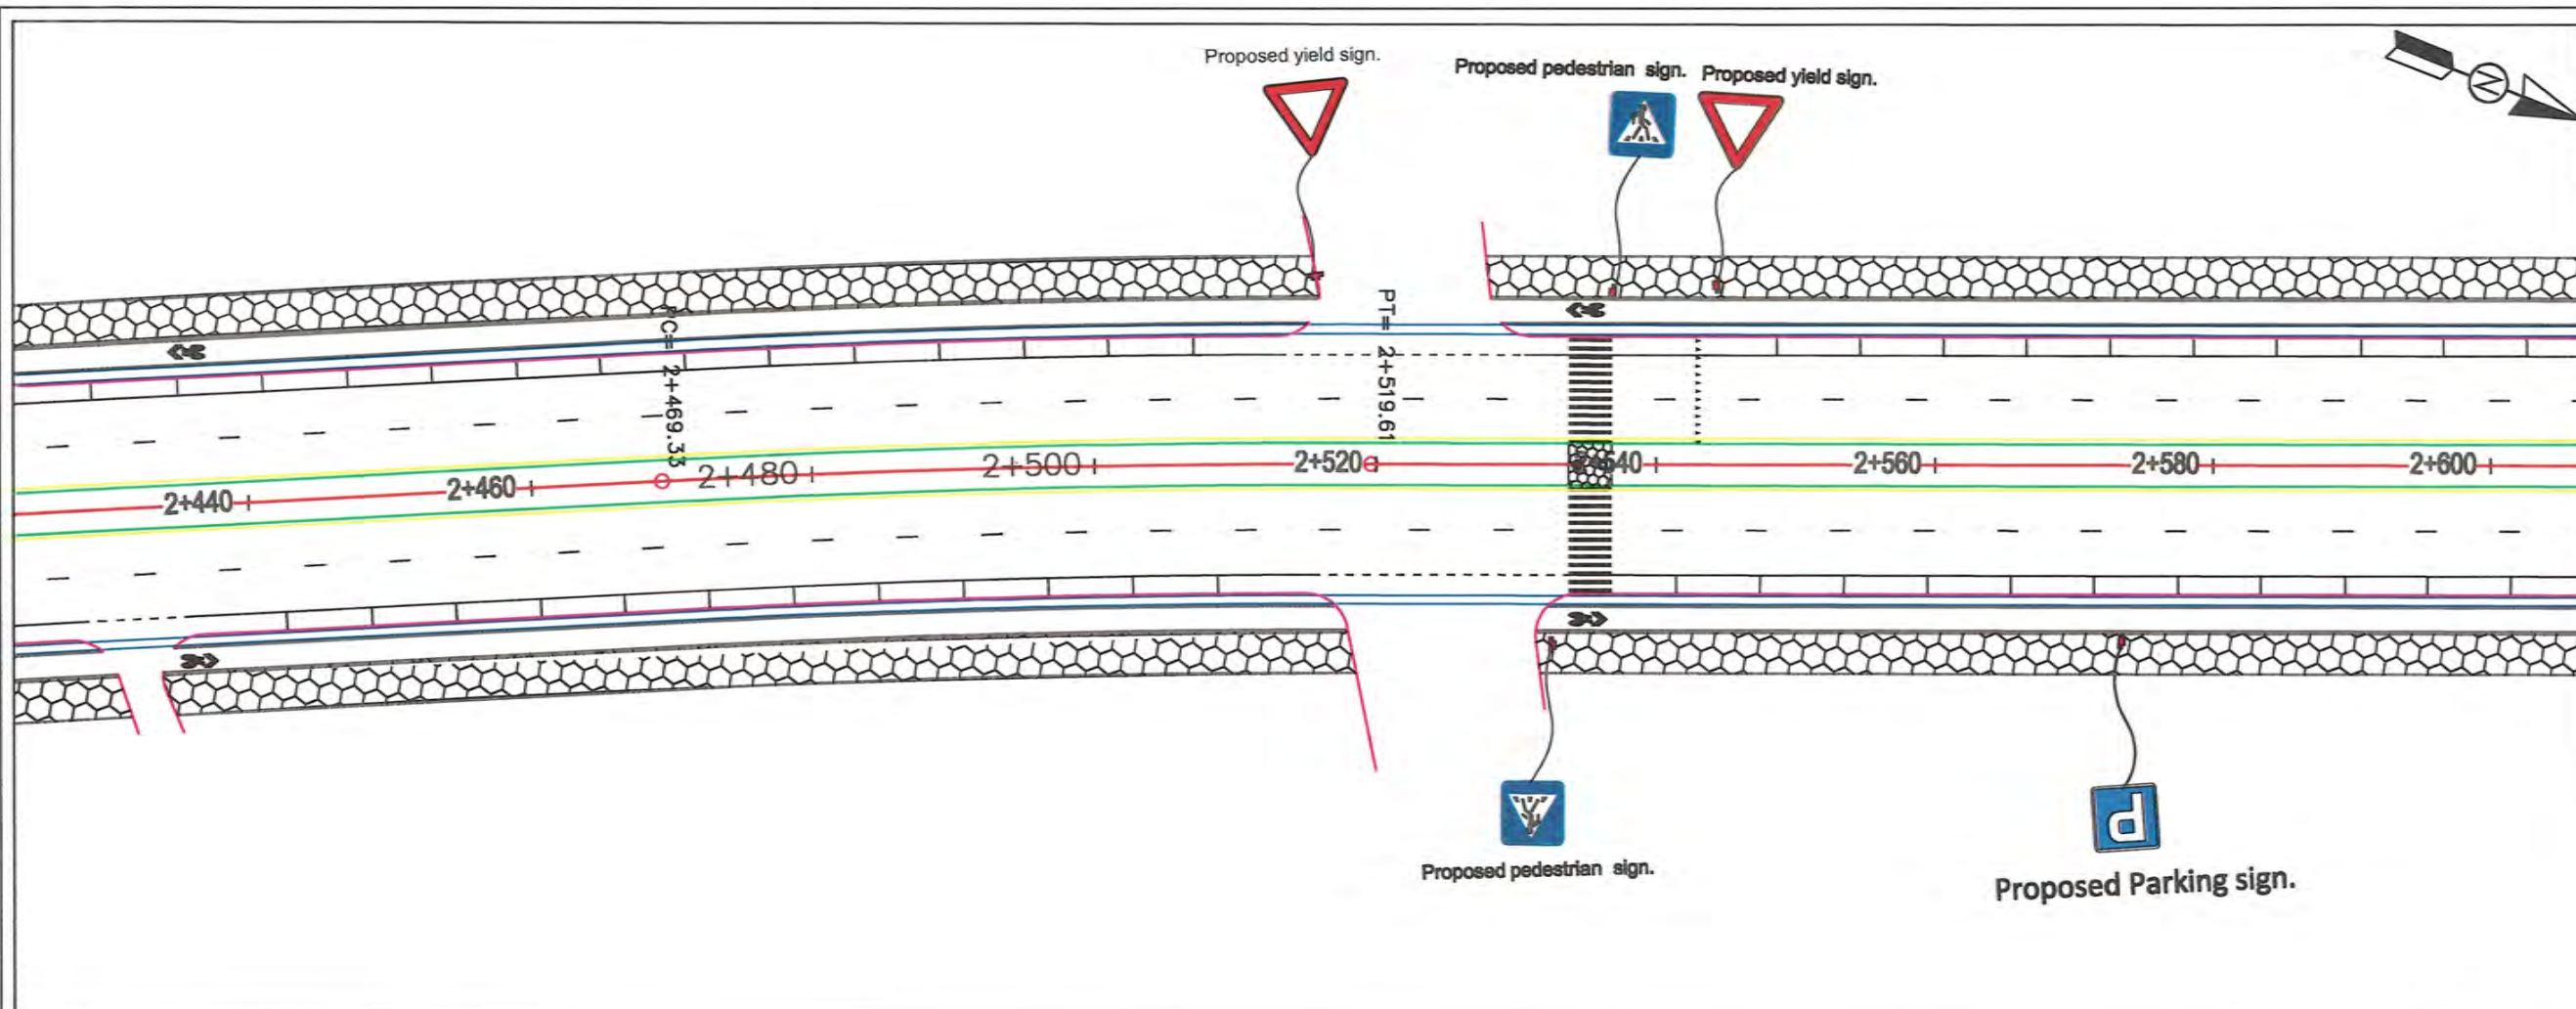 Proposed yield sign.
Proposed pedestrian sign.
Proposed yield sign.
N
PC= 2+469.33
PT= 2+519.61
2+440
2+460
2+480
2+500
2+520
2+560
2+580
2+600
P
Proposed pedestrian sign.
Proposed Parking sign.